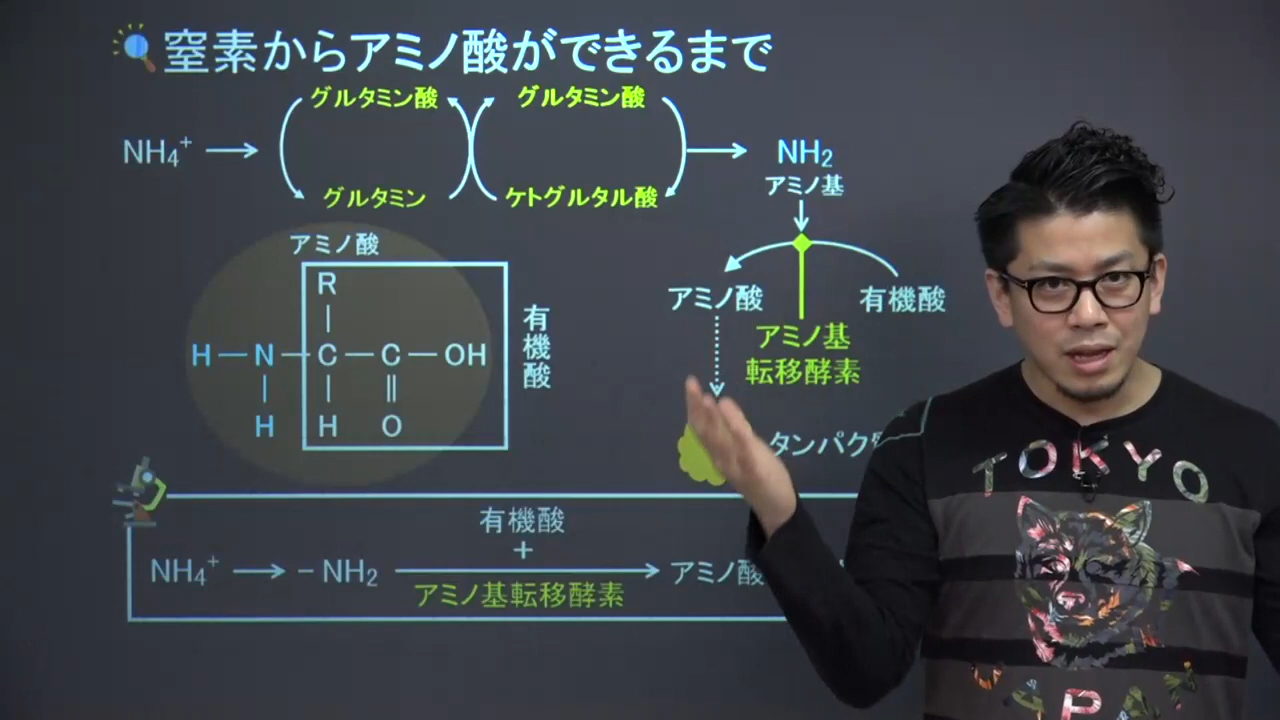 窒素からアミノ酸ができるまで
グルタミン酸
グルタミン酸
NH₄⁺
NH₂
アミノ基
グルタミン
ケトグルタル酸
アミノ酸
R
アミノ酸
有機酸
有機酸
H－N－C－C－OH
アミノ基
転移酵素
H
H
O
タンパク
有機酸
+
NH₄⁺
－NH₂
アミノ酸
アミノ基転移酵素
TOKYO